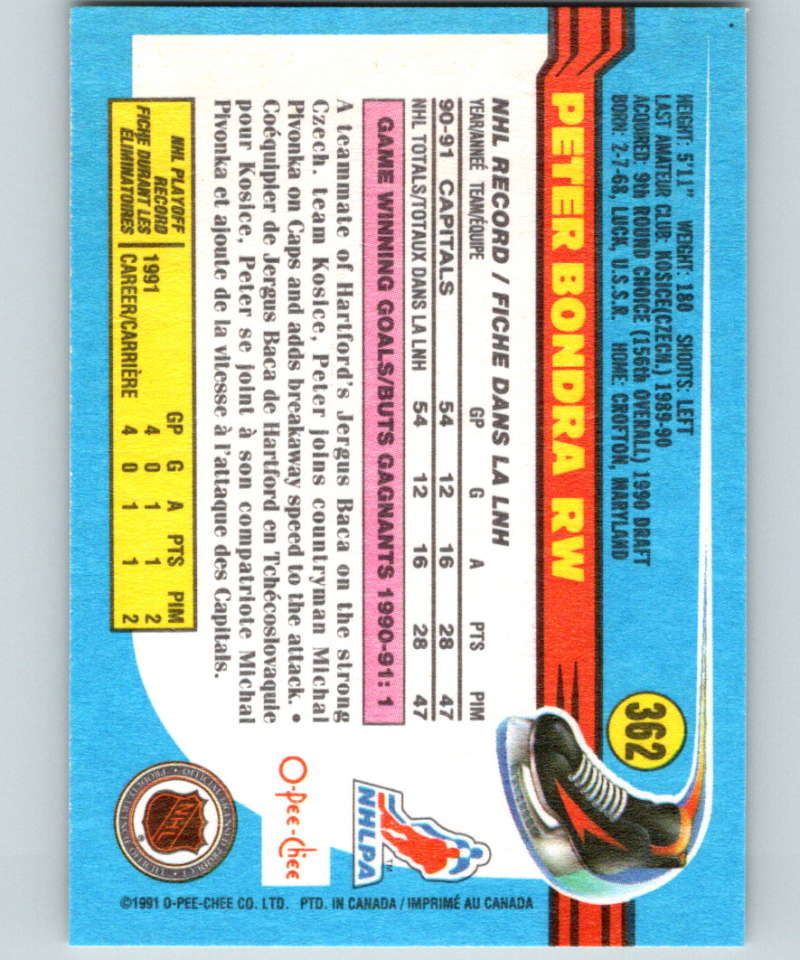 HEIGHT: 5'11" WEIGHT: 180 SHOOTS: LEFT
LAST AMATEUR CLUB: KOSICE(CZECH.) 1989-90
ACQUIRED: 9th ROUND CHOICE (156th OVERALL) 1990 DRAFT
BORN: 2-7-68, LUCK, U.S.S.R. HOME: CROFTON, MARYLAND
362
PETER BONDRA RW
NHL RECORD / FICHE DANS LA LNH
YEAR/ANNEÉ TEAM/EQUIPE GP G A PTS PIM
90-91 CAPITALS 54 12 16 28 47
NHL TOTALS/TOTAUX DANS LA LNH 54 12 16 28 47
GAME WINNING GOALS/BUTS GAGNANTS 1990-91: 1
A teammate of Hartford's Jergus Baca on the strong
Czech. team Kosice, Peter joins countryman Michal
Pivonka on Caps and adds breakaway speed to the attack. •
Coéquipier de Jergus Baca de Hartford en Tchécoslovaquie
pour Kosice, Peter se joint à son compatriote Michal
Pivonka et ajoute de la vitesse à l'attaque des Capitals.
NHL PLAYOFF
RECORD
FICHE DURANT LES
ÉLIMINATOIRES
GP G A PTS PIM
1991 4 0 1 1 2
CAREER/CARRIÈRE 4 0 1 1 2
NHLPA
TM
O-Pee-Chee
NHL
®
©1991 O-PEE-CHEE CO. LTD. PTD. IN CANADA / IMPRIMÉ AU CANADA